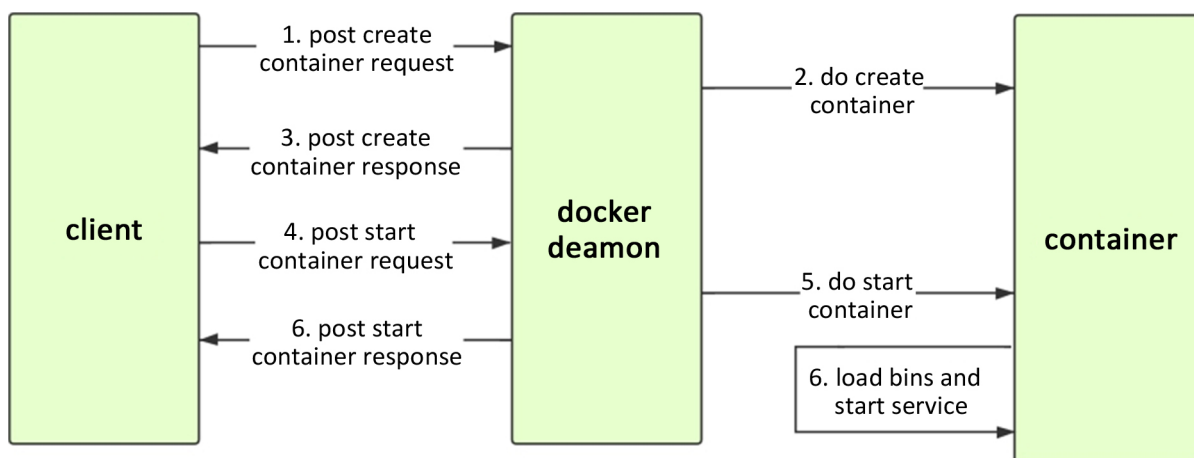 1. post create
container request
2. do create
container
3. post create
container response
client
docker
deamon
container
4. post start
container request
5. do start
container
6. post start
container response
6. load bins and
start service